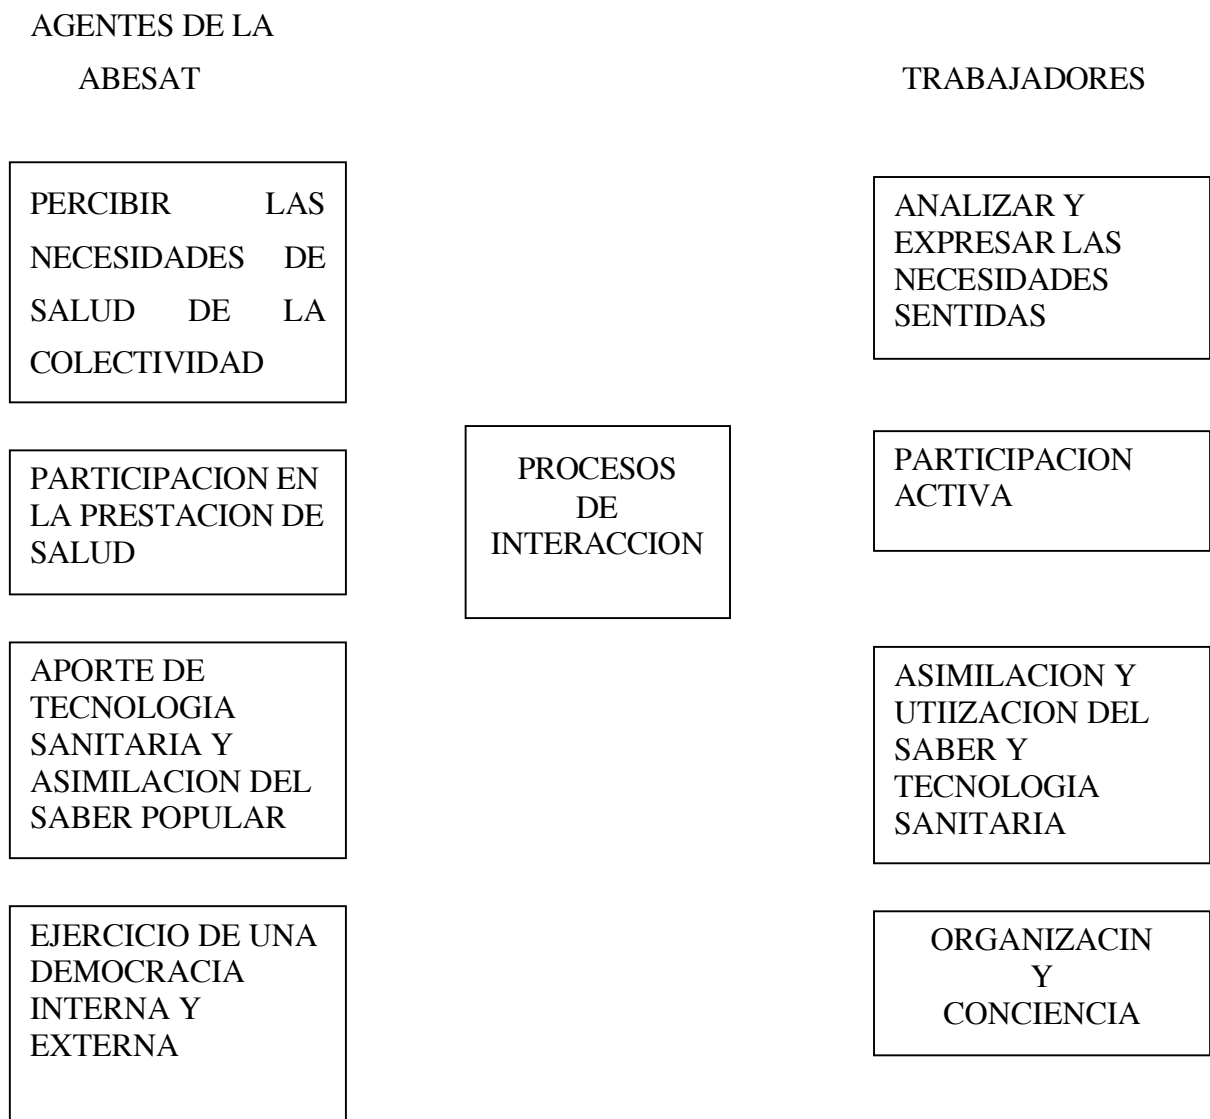 AGENTES DE LA
ABESAT
PERCIBIR LAS
NECESIDADES DE
SALUD DE LA
COLECTIVIDAD
PARTICIPACION EN
LA PRESTACION DE
SALUD
APORTE DE
TECNOLOGIA
SANITARIA Y
ASIMILACION DEL
SABER POPULAR
EJERCICIO DE UNA
DEMOCRACIA
INTERNA Y
EXTERNA
PROCESOS
DE
INTERACCION
TRABAJADORES
ANALIZAR Y
EXPRESAR LAS
NECESIDADES
SENTIDAS
PARTICIPACION
ACTIVA
ASIMILACION Y
UTIIZACION DEL
SABER Y
TECNOLOGIA
SANITARIA
ORGANIZACIN
Y
CONCIENCIA